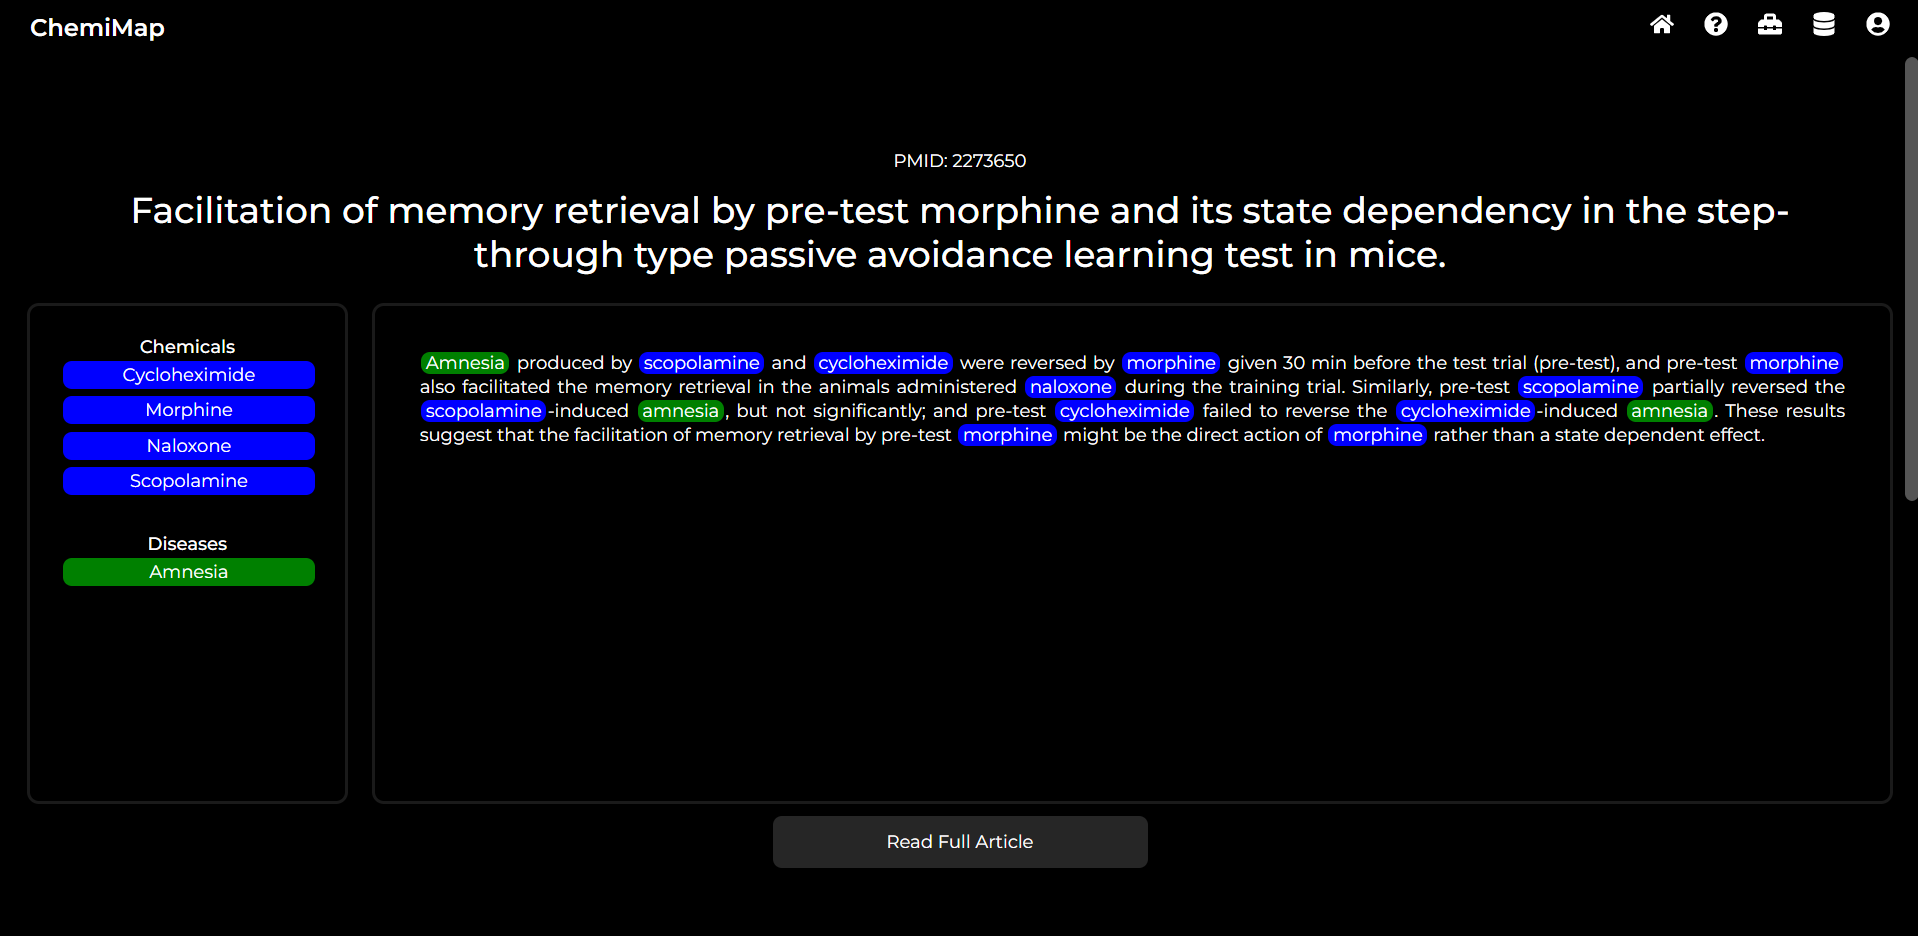 ChemiMap
PMID: 2273650
Facilitation of memory retrieval by pre-test morphine and its state dependency in the step-
through type passive avoidance learning test in mice.
Chemicals
Cycloheximide
Morphine
Naloxone
Scopolamine
Diseases
Amnesia
Amnesia produced by scopolamine and cycloheximide were reversed by morphine given 30 min before the test trial (pre-test), and pre-test morphine
also facilitated the memory retrieval in the animals administered naloxone during the training trial. Similarly, pre-test scopolamine partially reversed the
scopolamine-induced amnesia, but not significantly; and pre-test cycloheximide failed to reverse the cycloheximide-induced amnesia. These results
suggest that the facilitation of memory retrieval by pre-test morphine might be the direct action of morphine rather than a state dependent effect.
Read Full Article